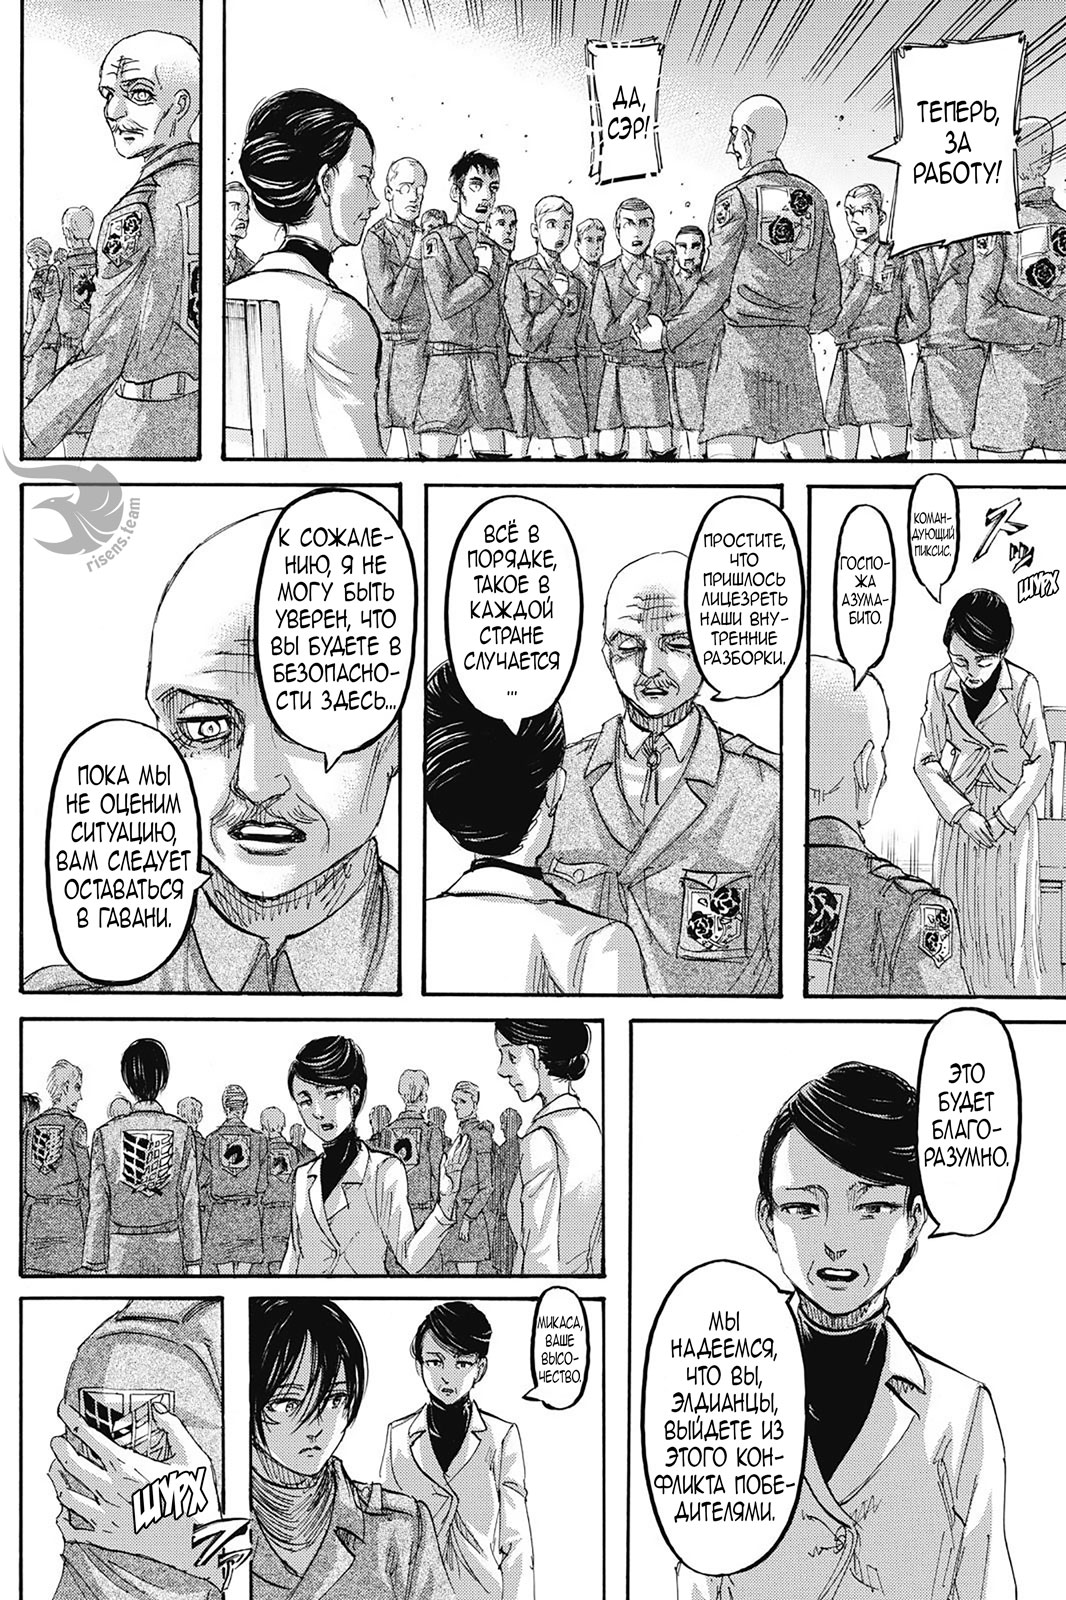 ТЕПЕРЬ,
ЗА
РАБОТУ!
ДА,
СЭР!
КОМАН-
ДУЮЩИЙ
ПИКСИС.
ズッ
ШУРХ
ГОСПО-
ЖА
АЗУМА-
БИТО.
ПРОСТИТЕ,
ЧТО
ПРИШЛОСЬ
ЛИЦЕЗРЕТЬ
НАШИ ВНУ-
ТРЕННИЕ
РАЗБОРКИ.
ВСЁ В
ПОРЯДКЕ,
ТАКОЕ В
КАЖДОЙ
СТРАНЕ
СЛУЧАЕТСЯ
...
К СОЖАЛЕ-
НИЮ, Я НЕ
МОГУ БЫТЬ
УВЕРЕН, ЧТО
ВЫ БУДЕТЕ В
БЕЗОПАСНО-
СТИ ЗДЕСЬ...
ПОКА МЫ
НЕ ОЦЕНИМ
СИТУАЦИЮ,
ВАМ СЛЕДУЕТ
ОСТАВАТЬСЯ
В ГАВАНИ.
risens.team
ЭТО
БУДЕТ
БЛАГО-
РАЗУМНО.
МЫ
НАДЕЕМСЯ,
ЧТО ВЫ,
ЭЛДИАНЦЫ,
ВЫЙДЕТЕ ИЗ
ЭТОГО КОН-
ФЛИКТА ПОБЕ-
ДИТЕЛЯМИ.
МИКАСА,
ВАШЕ
ВЫСО-
ЧЕСТВО.
ШУРХ